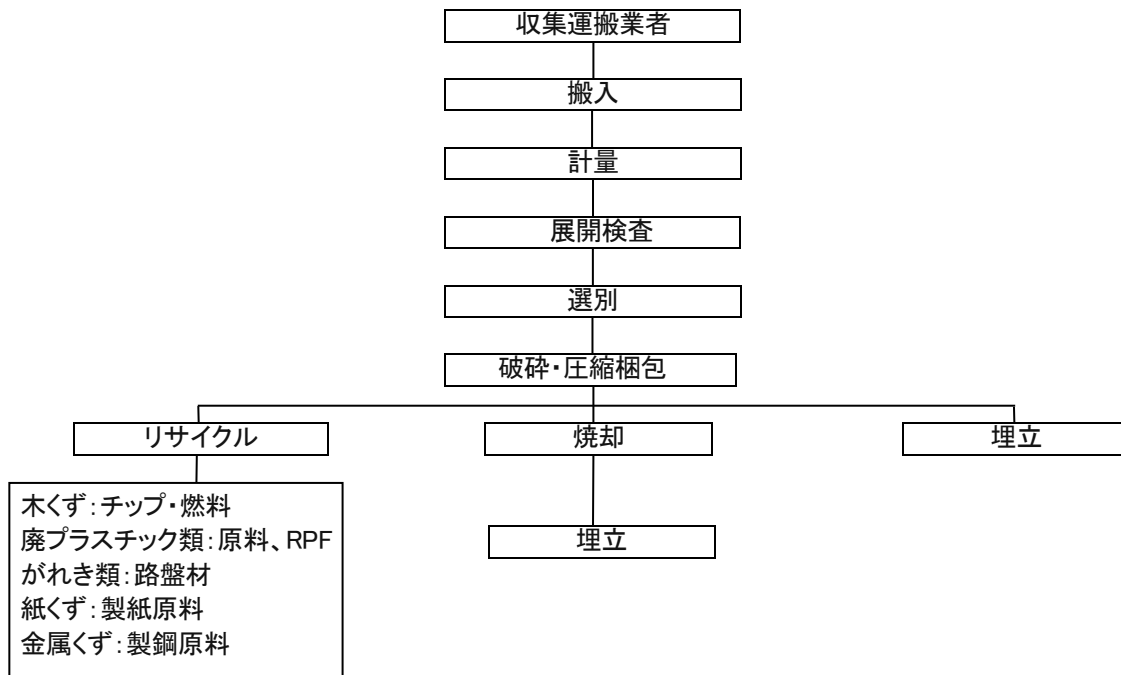 収集運搬業者
搬入
計量
展開検査
選別
破砕・圧縮梱包
リサイクル
焼却
埋立
木くず：チップ・燃料
廃プラスチック類：原料、RPF
がれき類：路盤材
紙くず：製紙原料
金属くず：製鋼原料
埋立